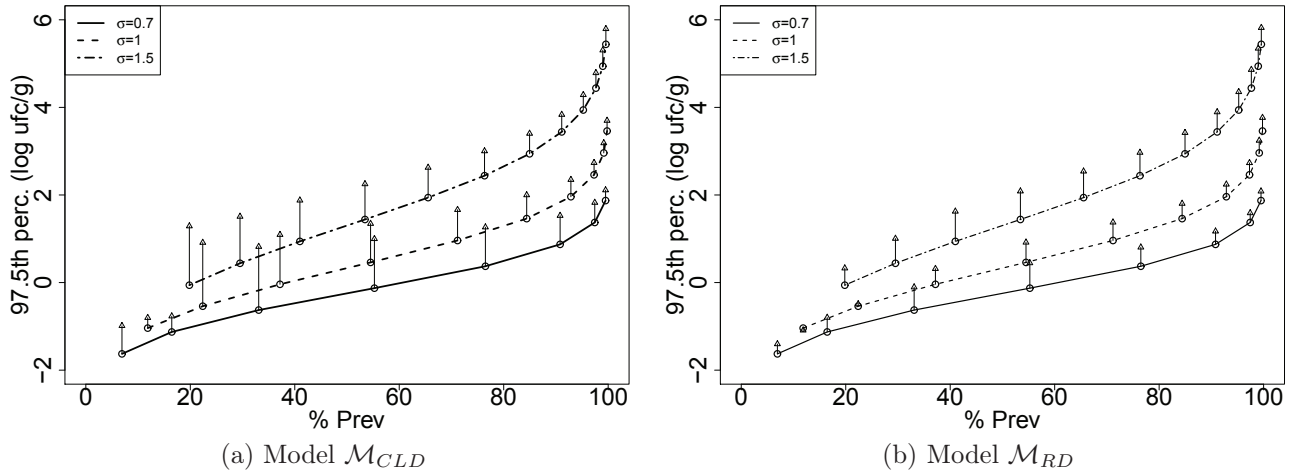 97.5th perc. (log ufc/g)
6
4
2
0
−2
σ=0.7
σ=1
σ=1.5
0 20 40 60 80 100
% Prev
(a) Model MCLD
97.5th perc. (log ufc/g)
6
4
2
0
−2
σ=0.7
σ=1
σ=1.5
0 20 40 60 80 100
% Prev
(b) Model MRD